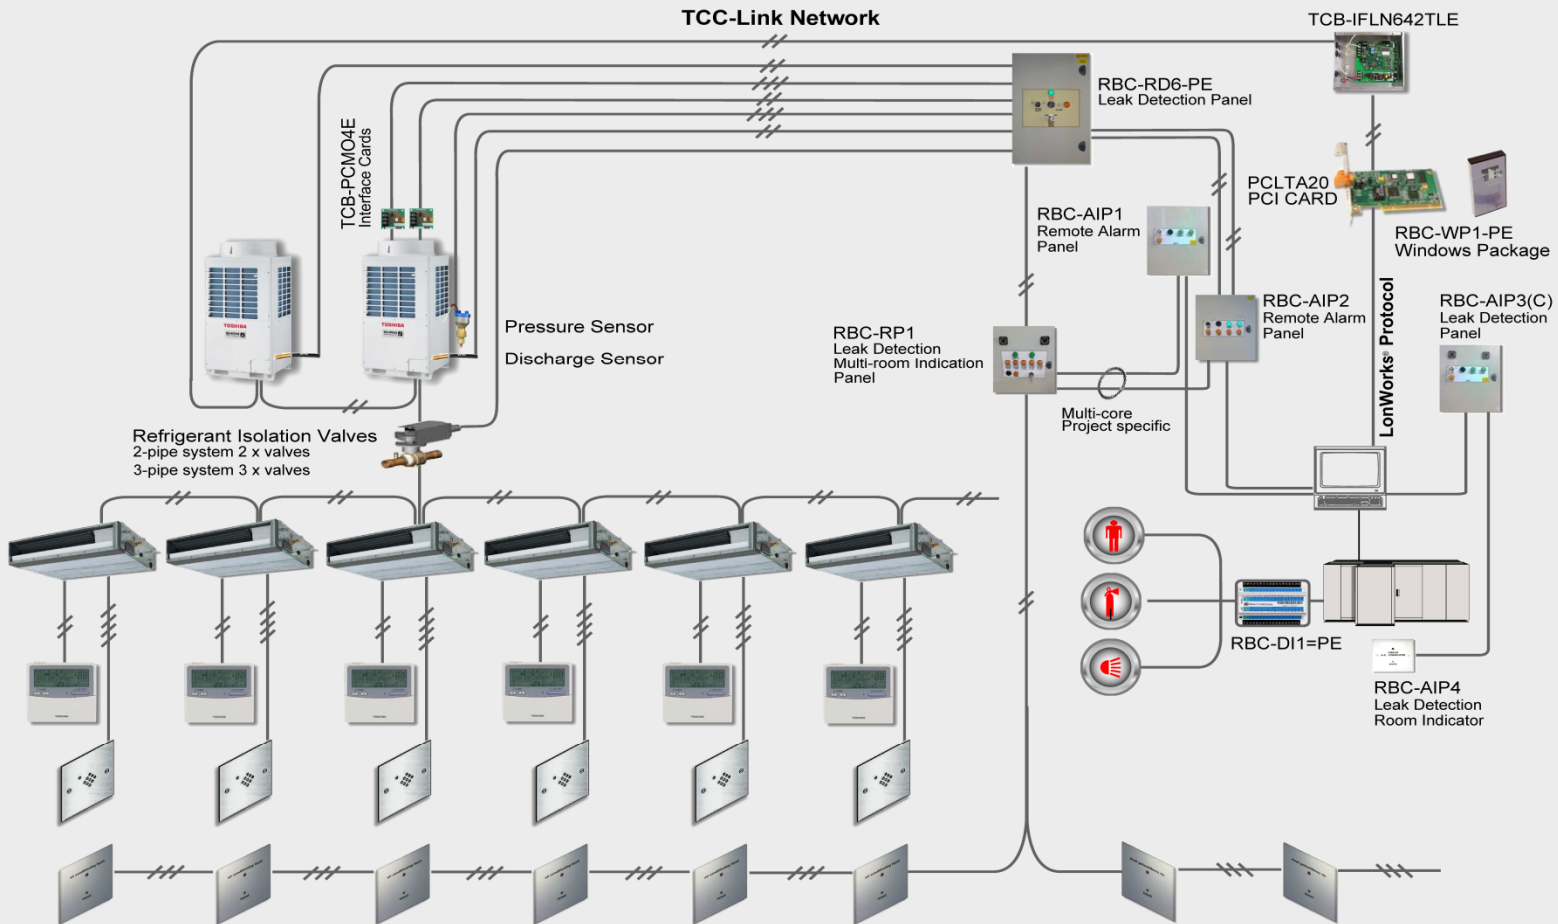 TCC-Link Network
TCB-IFLN642TLE
RBC-RD6-PE
Leak Detection Panel
TCB-PCMO4E
Interface Cards
PCLTA20
PCI CARD
RBC-WP1-PE
Windows Package
RBC-AIP1
Remote Alarm
Panel
RBC-AIP2
Remote Alarm
Panel
RBC-AIP3(C)
Leak Detection
Panel
TOSHIBA
TOSHIBA
Pressure Sensor
Discharge Sensor
RBC-RP1
Leak Detection
Multi-room Indication
Panel
LonWorks® Protocol
Multi-core
Project specific
Refrigerant Isolation Valves
2-pipe system 2 x valves
3-pipe system 3 x valves
RBC-DI1=PE
RBC-AIP4
Leak Detection
Room Indicator